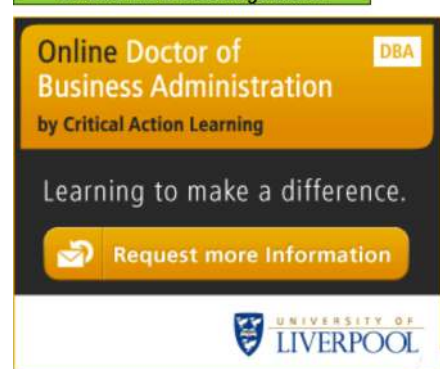 Online Doctor of
DBA
Business Administration
by Critical Action Learning
Learning to make a difference.
Request more Information
UNIVERSITY OF
LIVERPOOL